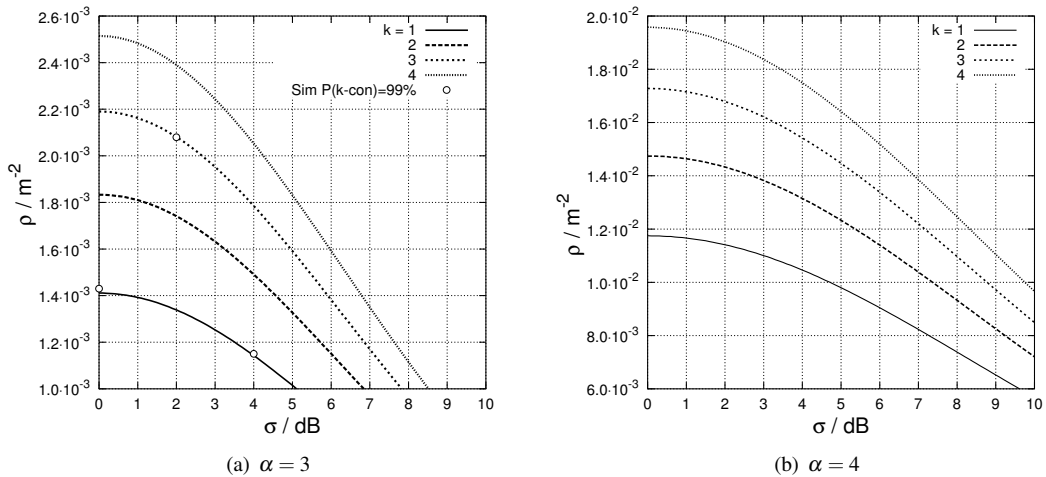 2.6·10⁻³
2.4·10⁻³
2.2·10⁻³
2.0·10⁻³
1.8·10⁻³
1.6·10⁻³
1.4·10⁻³
1.2·10⁻³
1.0·10⁻³
ρ / m⁻²
k = 1
2
3
4
Sim P(k-con)=99%
0 1 2 3 4 5 6 7 8 9 10
σ / dB
(a) α = 3
2.0·10⁻²
1.8·10⁻²
1.6·10⁻²
1.4·10⁻²
1.2·10⁻²
1.0·10⁻²
8.0·10⁻³
6.0·10⁻³
ρ / m⁻²
k = 1
2
3
4
0 1 2 3 4 5 6 7 8 9 10
σ / dB
(b) α = 4